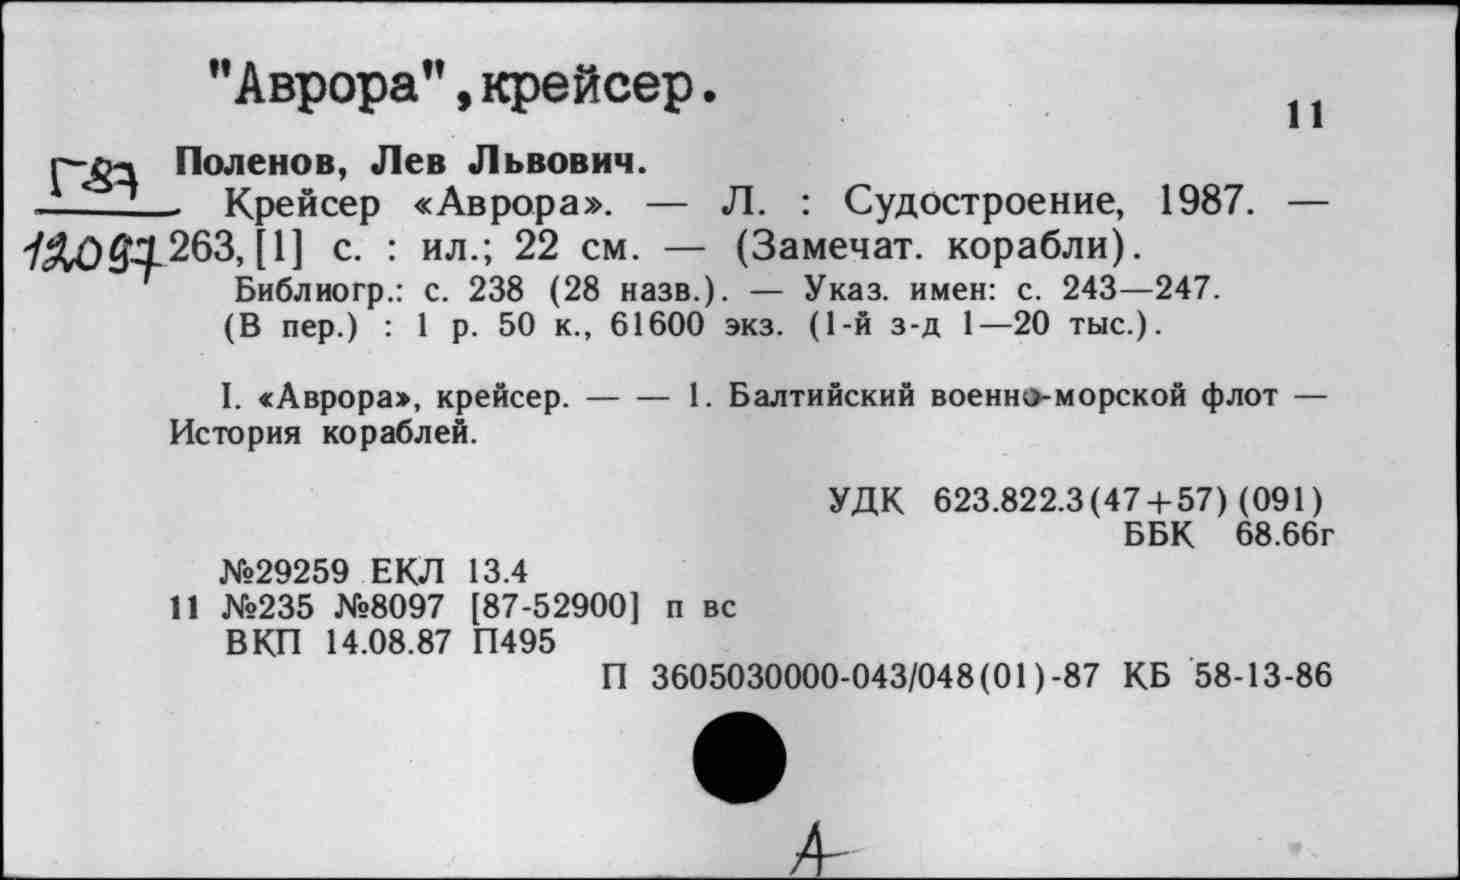 "Аврора",крейсер.
11
Г87
Поленов, Лев Львович.
Крейсер «Аврора». — Л. : Судостроение, 1987. —
12097
263, [1] с. : ил.; 22 см. — (Замечат. корабли).
Библиогр.: с. 238 (28 назв.). — Указ. имен: с. 243—247.
(В пер.) : 1 р. 50 к., 61600 экз. (1-й з-д 1—20 тыс.).
I. «Аврора», крейсер. — — 1. Балтийский военно-морской флот —
История кораблей.
УДК 623.822.3(47+57)(091)
ББК 68.66г
№29259 ЕКЛ 13.4
11 №235 №8097 [87-52900] п вс
ВКП 14.08.87 П495
П 3605030000-043/048(01)-87 КБ 58-13-86
А